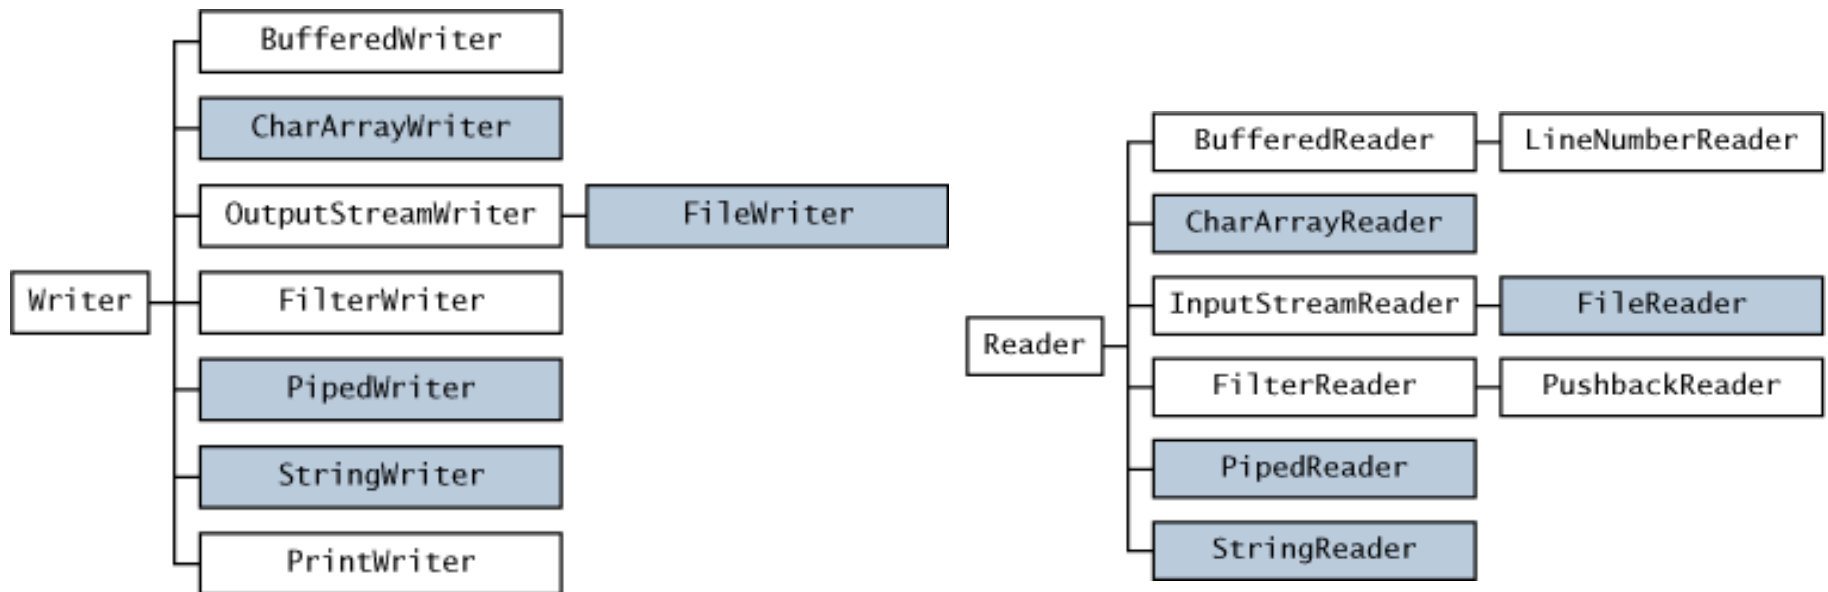 BufferedWriter
CharArrayWriter
OutputStreamWriter
FileWriter
Writer
FilterWriter
PipedWriter
StringWriter
PrintWriter
BufferedReader
LineNumberReader
CharArrayReader
InputStreamReader
FileReader
Reader
FilterReader
PushbackReader
PipedReader
StringReader